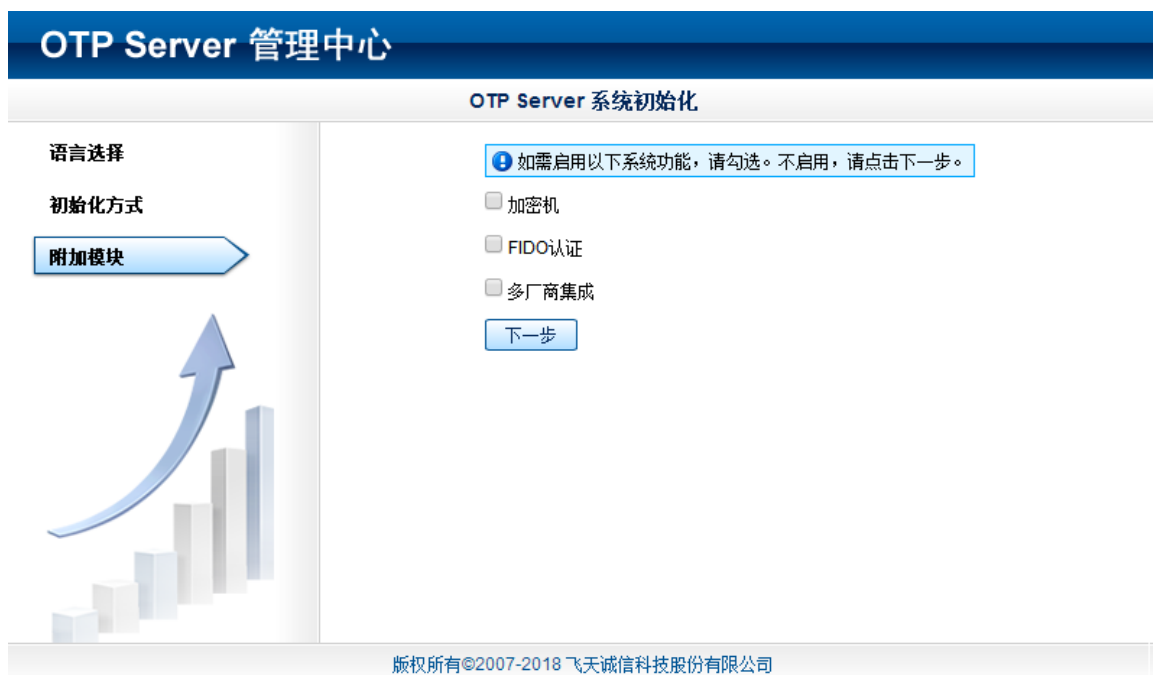 OTP Server 管理中心
OTP Server 系统初始化
语言选择
初始化方式
附加模块
如需启用以下系统功能，请勾选。不启用，请点击下一步。
加密机
FIDO认证
多厂商集成
下一步
版权所有©2007-2018 飞天诚信科技股份有限公司